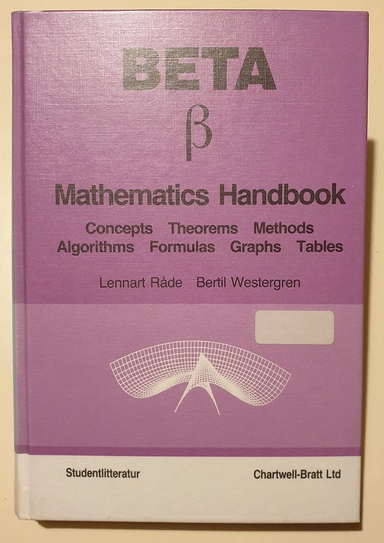 BETA
β
Mathematics Handbook
Concepts Theorems Methods
Algorithms Formulas Graphs Tables
Lennart Råde Bertil Westergren
Studentlitteratur Chartwell-Bratt Ltd